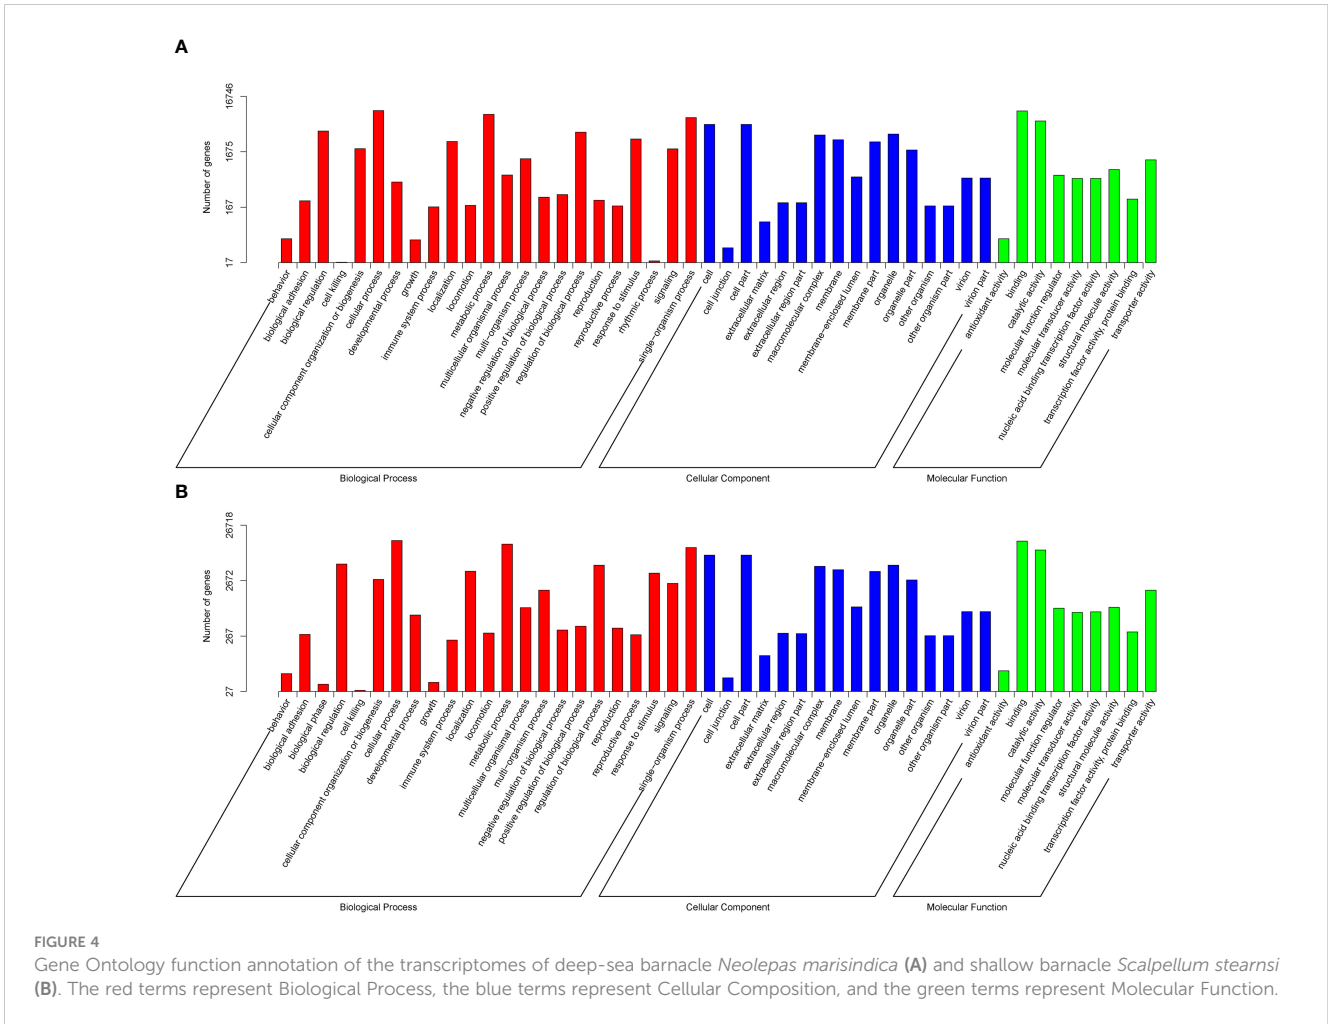 A
Number of genes
16746
1675
167
17
behavior
biological adhesion
biological regulation
cell killing
cellular component organization or biogenesis
cellular process
developmental process
growth
immune system process
localization
locomotion
metabolic process
multicellular organismal process
multi−organism process
negative regulation of biological process
positive regulation of biological process
regulation of biological process
reproduction
reproductive process
response to stimulus
rhythmic process
signaling
single−organism process
cell
cell junction
cell part
extracellular matrix
extracellular region
extracellular region part
macromolecular complex
membrane
membrane−enclosed lumen
membrane part
organelle
organelle part
other organism
other organism part
virion
virion part
antioxidant activity
binding
catalytic activity
molecular function regulator
molecular transducer activity
nucleic acid binding transcription factor activity
structural molecule activity
transcription factor activity, protein binding
transporter activity
Biological Process
Cellular Component
Molecular Function
B
Number of genes
26718
2672
267
27
behavior
biological adhesion
biological phase
biological regulation
cell killing
cellular component organization or biogenesis
cellular process
developmental process
growth
immune system process
localization
locomotion
metabolic process
multicellular organismal process
multi−organism process
negative regulation of biological process
positive regulation of biological process
regulation of biological process
reproduction
reproductive process
response to stimulus
signaling
single−organism process
cell
cell junction
cell part
extracellular matrix
extracellular region
extracellular region part
macromolecular complex
membrane
membrane−enclosed lumen
membrane part
organelle
organelle part
other organism
other organism part
virion
virion part
antioxidant activity
binding
catalytic activity
molecular function regulator
molecular transducer activity
nucleic acid binding transcription factor activity
structural molecule activity
transcription factor activity, protein binding
transporter activity
Biological Process
Cellular Component
Molecular Function
FIGURE 4
Gene Ontology function annotation of the transcriptomes of deep-sea barnacle Neolepas marisindica (A) and shallow barnacle Scalpellum stearnsi
(B). The red terms represent Biological Process, the blue terms represent Cellular Composition, and the green terms represent Molecular Function.